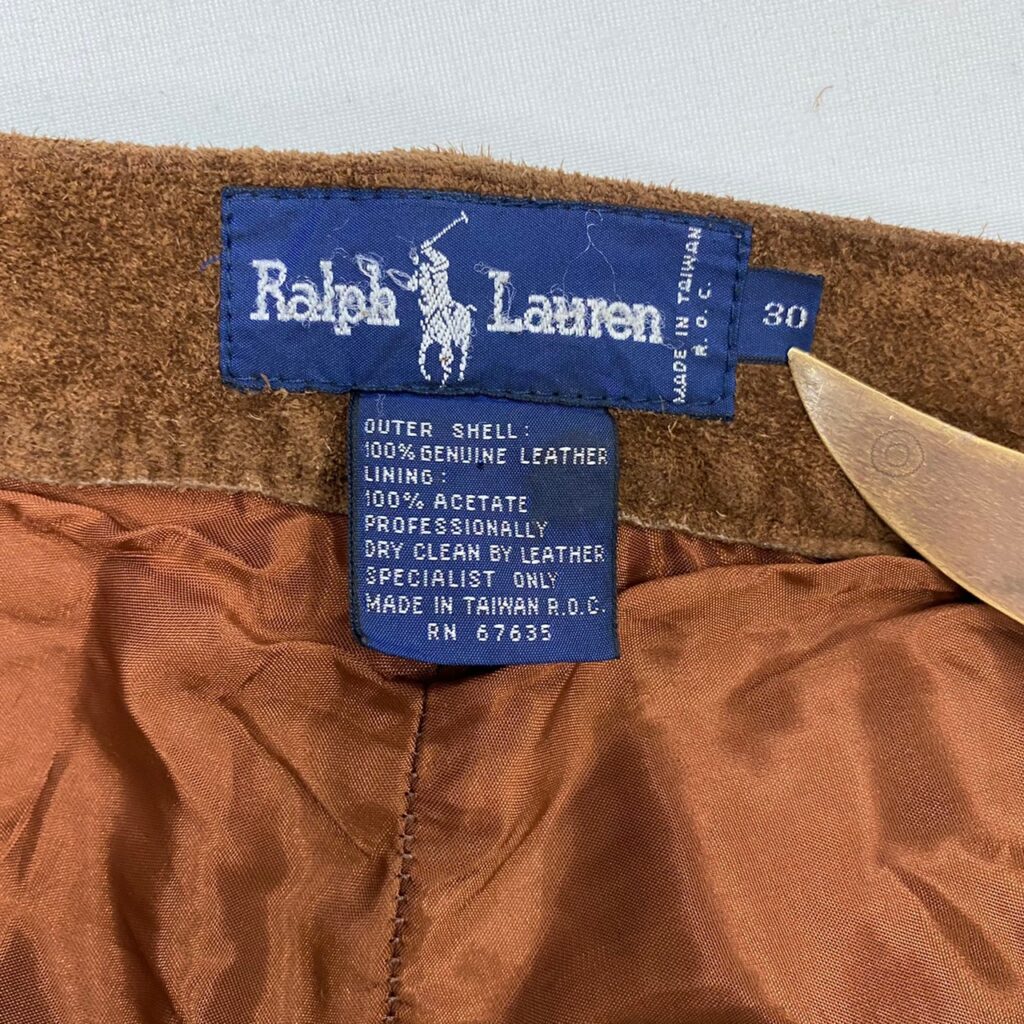 Ralph Lauren
MADE IN TAIWAN
R.O.C.
30
OUTER SHELL:
100% GENUINE LEATHER
LINING:
100% ACETATE
PROFESSIONALLY
DRY CLEAN BY LEATHER
SPECIALIST ONLY
MADE IN TAIWAN R.O.C.
RN 67635